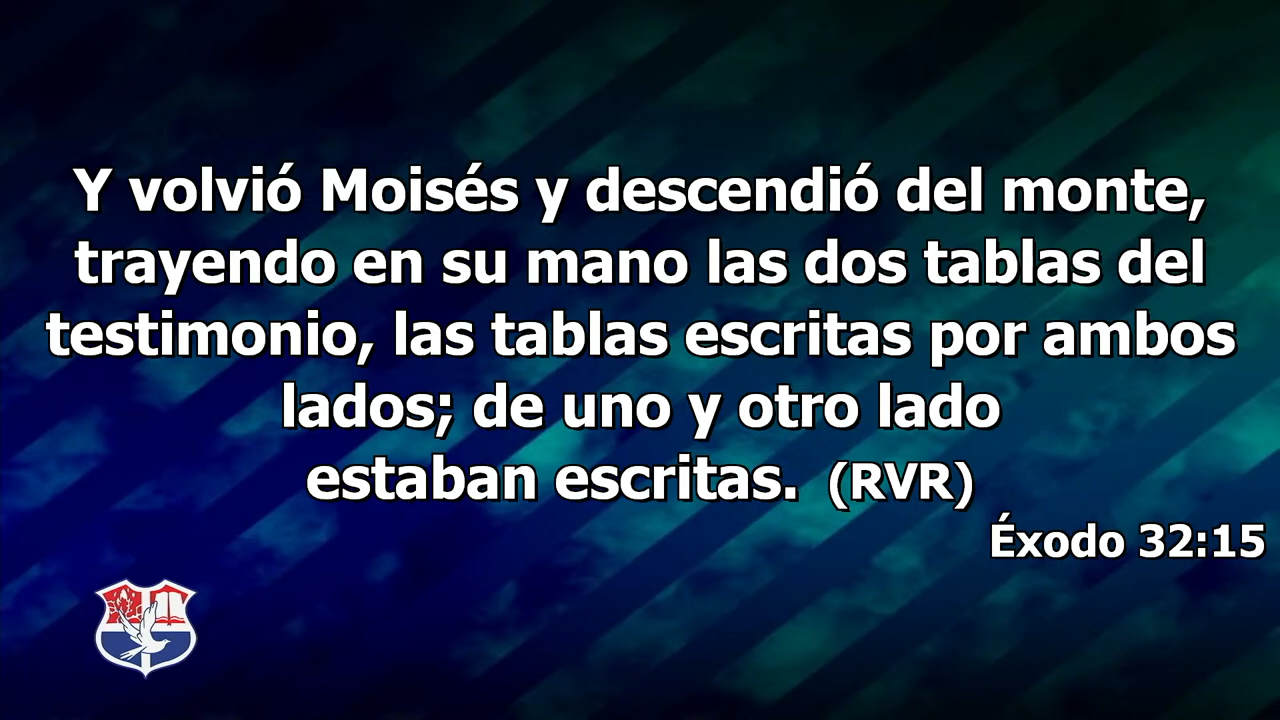 Y volvió Moisés y descendió del monte,
trayendo en su mano las dos tablas del
testimonio, las tablas escritas por ambos
lados; de uno y otro lado
estaban escritas. (RVR)
Éxodo 32:15